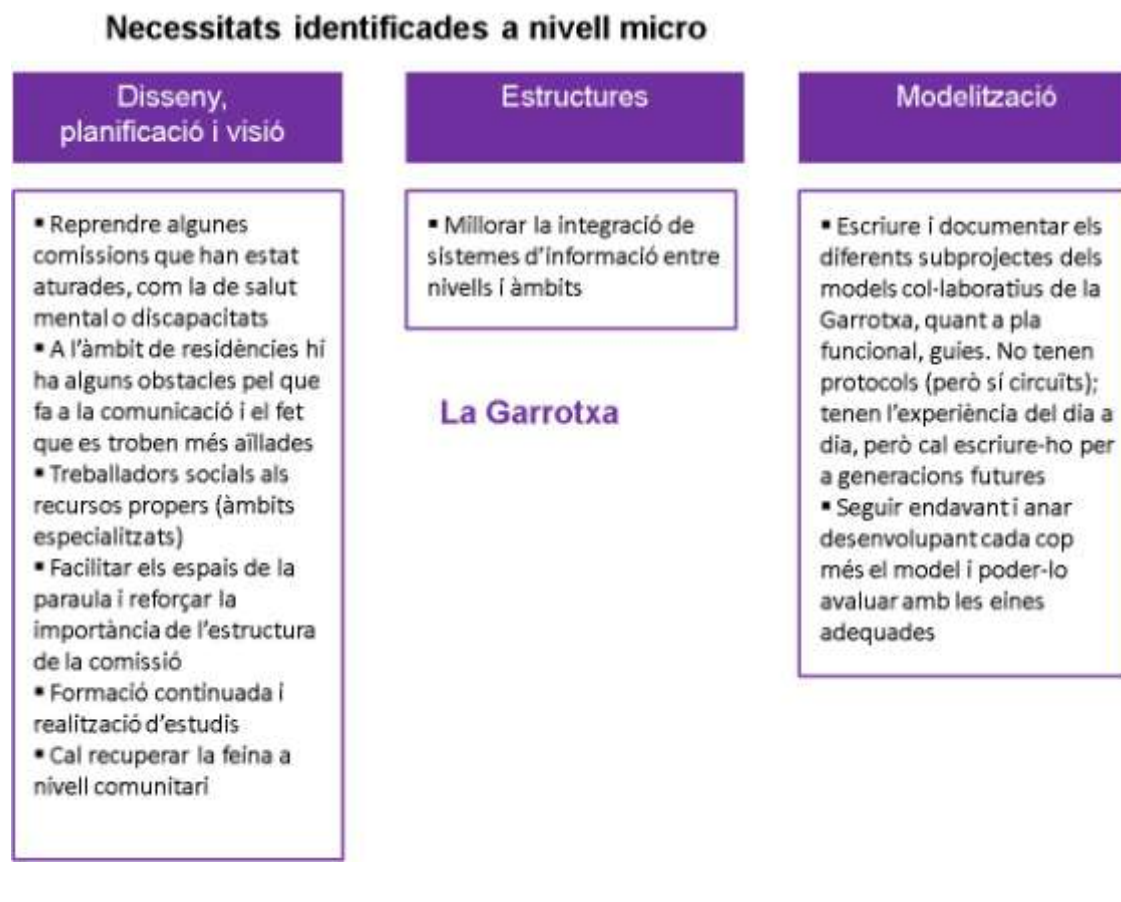 Necessitats identificades a nivell micro
Disseny,
planificació i visió
▪ Reprendre algunes
comissions que han estat
aturades, com la de salut
mental o discapacitats
▪ A l'àmbit de residències hi
ha alguns obstacles pel que
fa a la comunicació i el fet
que es troben més aïllades
▪ Treballadors socials als
recursos propers (àmbits
especialitzats)
▪ Facilitar els espais de la
paraula i reforçar la
importància de l'estructura
de la comissió
▪ Formació continuada i
realització d'estudis
▪ Cal recuperar la feina a
nivell comunitari
Estructures
▪ Millorar la integració de
sistemes d'informació entre
nivells i àmbits
La Garrotxa
Modelització
▪ Escriure i documentar els
diferents subprojectes dels
models col·laboratius de la
Garrotxa, quant a pla
funcional, guies. No tenen
protocols (però sí circuïts);
tenen l'experiència del dia a
dia, però cal escriure-ho per
a generacions futures
▪ Seguir endavant i anar
desenvolupant cada cop
més el model i poder-lo
avaluar amb les eines
adequades